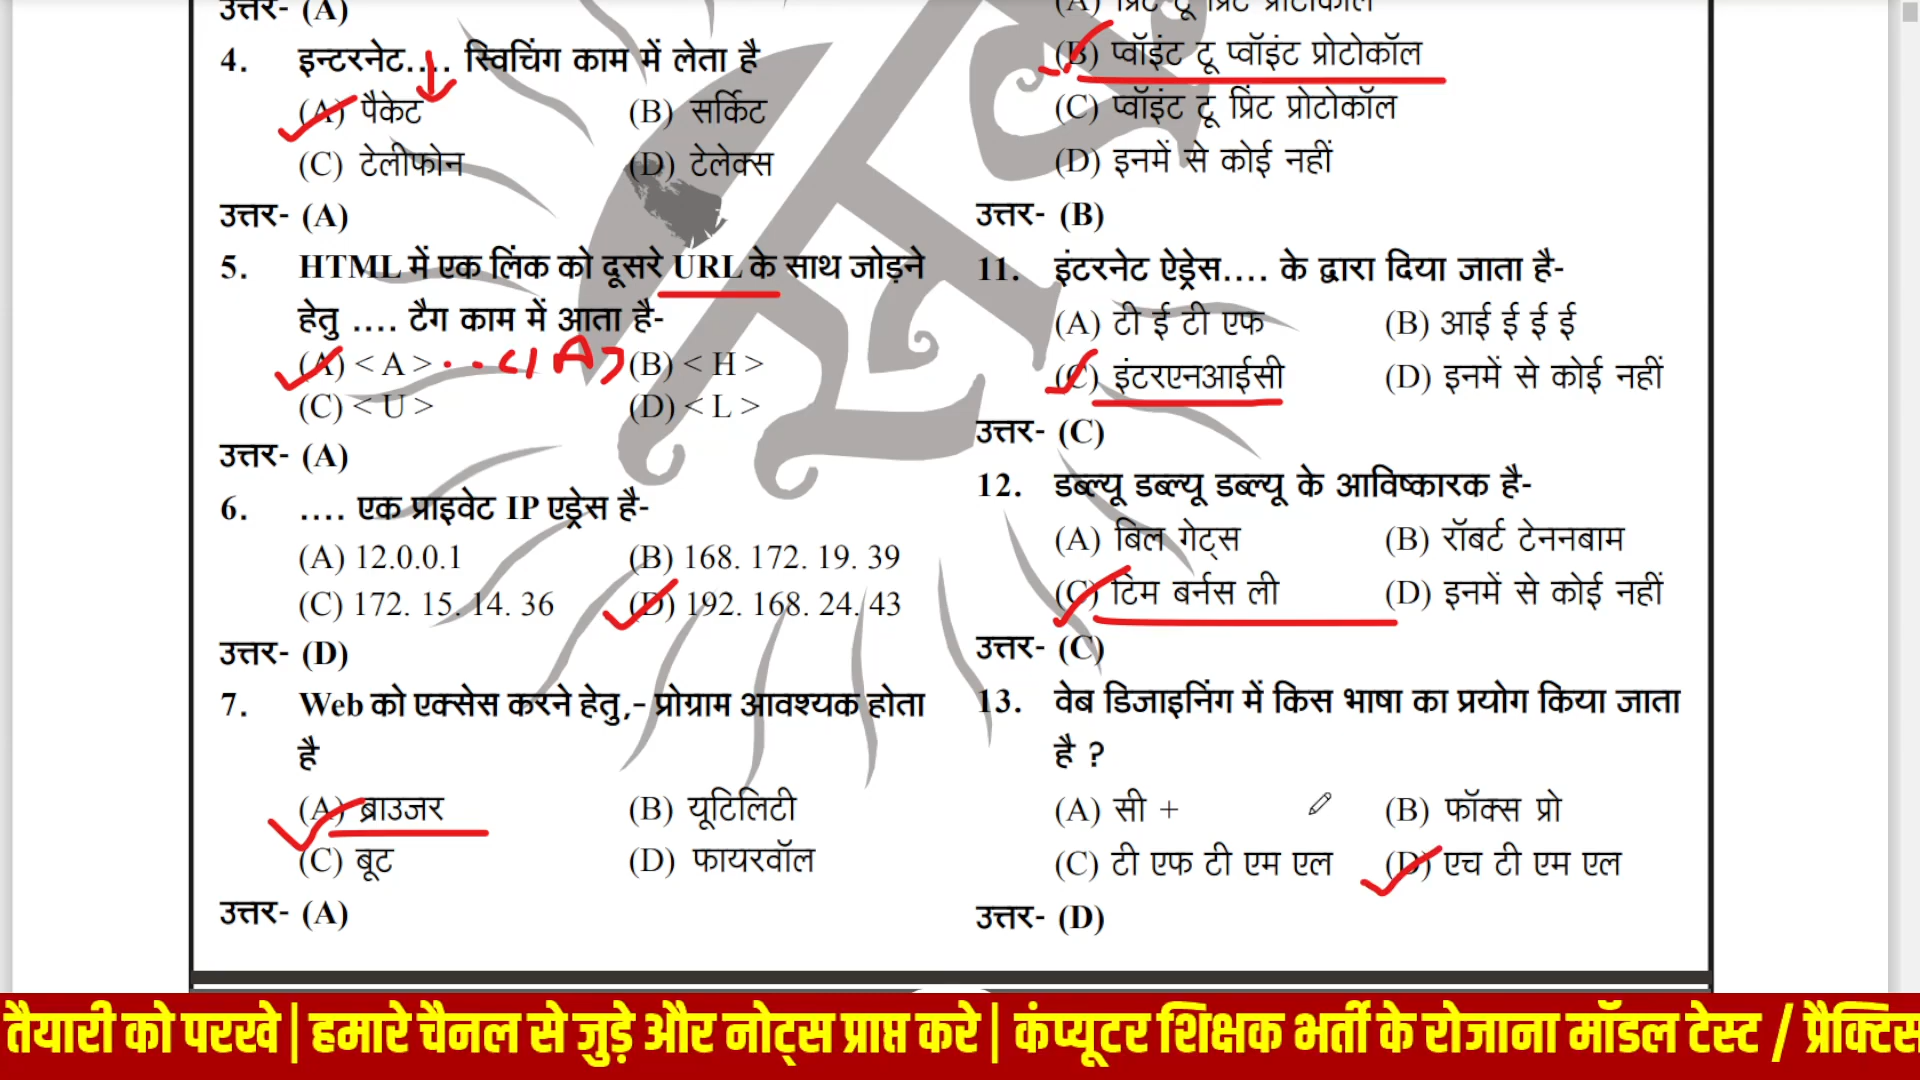 उत्तर- (A)
4. इन्टरनेट.... स्विचिंग काम में लेता है
(A) पैकेट (B) सर्किट
(C) टेलीफोन (D) टेलेक्स
उत्तर- (A)
5. HTML में एक लिंक को दूसरे URL के साथ जोड़ने
हेतु .... टैग काम में आता है-
(A) < A > (B) < H >
(C) < U > (D) < L >
उत्तर- (A)
6. .... एक प्राइवेट IP एड्रेस है-
(A) 12.0.0.1 (B) 168. 172. 19. 39
(C) 172. 15. 14. 36 (D) 192. 168. 24. 43
उत्तर- (D)
7. Web को एक्सेस करने हेतु,- प्रोग्राम आवश्यक होता
है
(A) ब्राउजर (B) यूटिलिटी
(C) बूट (D) फायरवॉल
उत्तर- (A)
(A) प्रिंट टू प्रिंट प्रोटोकॉल
(B) प्वॉइंट टू प्वॉइंट प्रोटोकॉल
(C) प्वॉइंट टू प्रिंट प्रोटोकॉल
(D) इनमें से कोई नहीं
उत्तर- (B)
11. इंटरनेट ऐड्रेस.... के द्वारा दिया जाता है-
(A) टी ई टी एफ (B) आई ई ई ई
(C) इंटरएनआईसी (D) इनमें से कोई नहीं
उत्तर- (C)
12. डब्ल्यू डब्ल्यू डब्ल्यू के आविष्कारक है-
(A) बिल गेट्स (B) रॉबर्ट टेननबाम
(C) टिम बर्नस ली (D) इनमें से कोई नहीं
उत्तर- (C)
13. वेब डिजाइनिंग में किस भाषा का प्रयोग किया जाता
है ?
(A) सी + (B) फॉक्स प्रो
(C) टी एफ टी एम एल (D) एच टी एम एल
उत्तर- (D)
तैयारी को परखे | हमारे चैनल से जुड़े और नोट्स प्राप्त करे | कंप्यूटर शिक्षक भर्ती के रोजाना मॉडल टेस्ट / प्रैक्टिस